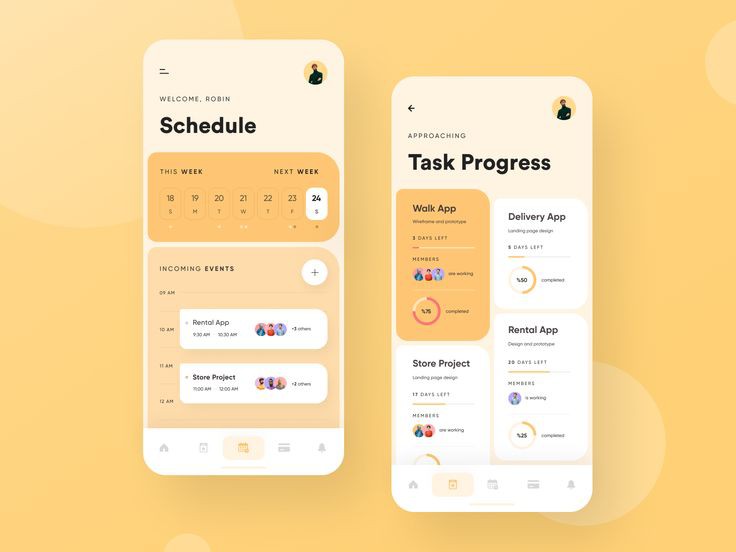 WELCOME, ROBIN
Schedule
THIS WEEK
NEXT WEEK
18 19 20 21 22 23 24
S M T W T F S
INCOMING EVENTS
+
09 AM
10 AM
Rental App
9:30 AM 10:30 AM
+3 others
11 AM
Store Project
11:00 AM 12:00 AM
+2 others
12 AM
APPROACHING
Task Progress
Walk App
Wireframe and prototype
3 DAYS LEFT
MEMBERS
are working
%75
completed
Delivery App
Landing page design
5 DAYS LEFT
%50
completed
Store Project
Landing page design
17 DAYS LEFT
MEMBERS
are working
Rental App
Design and prototype
20 DAYS LEFT
MEMBERS
is working
%25
completed